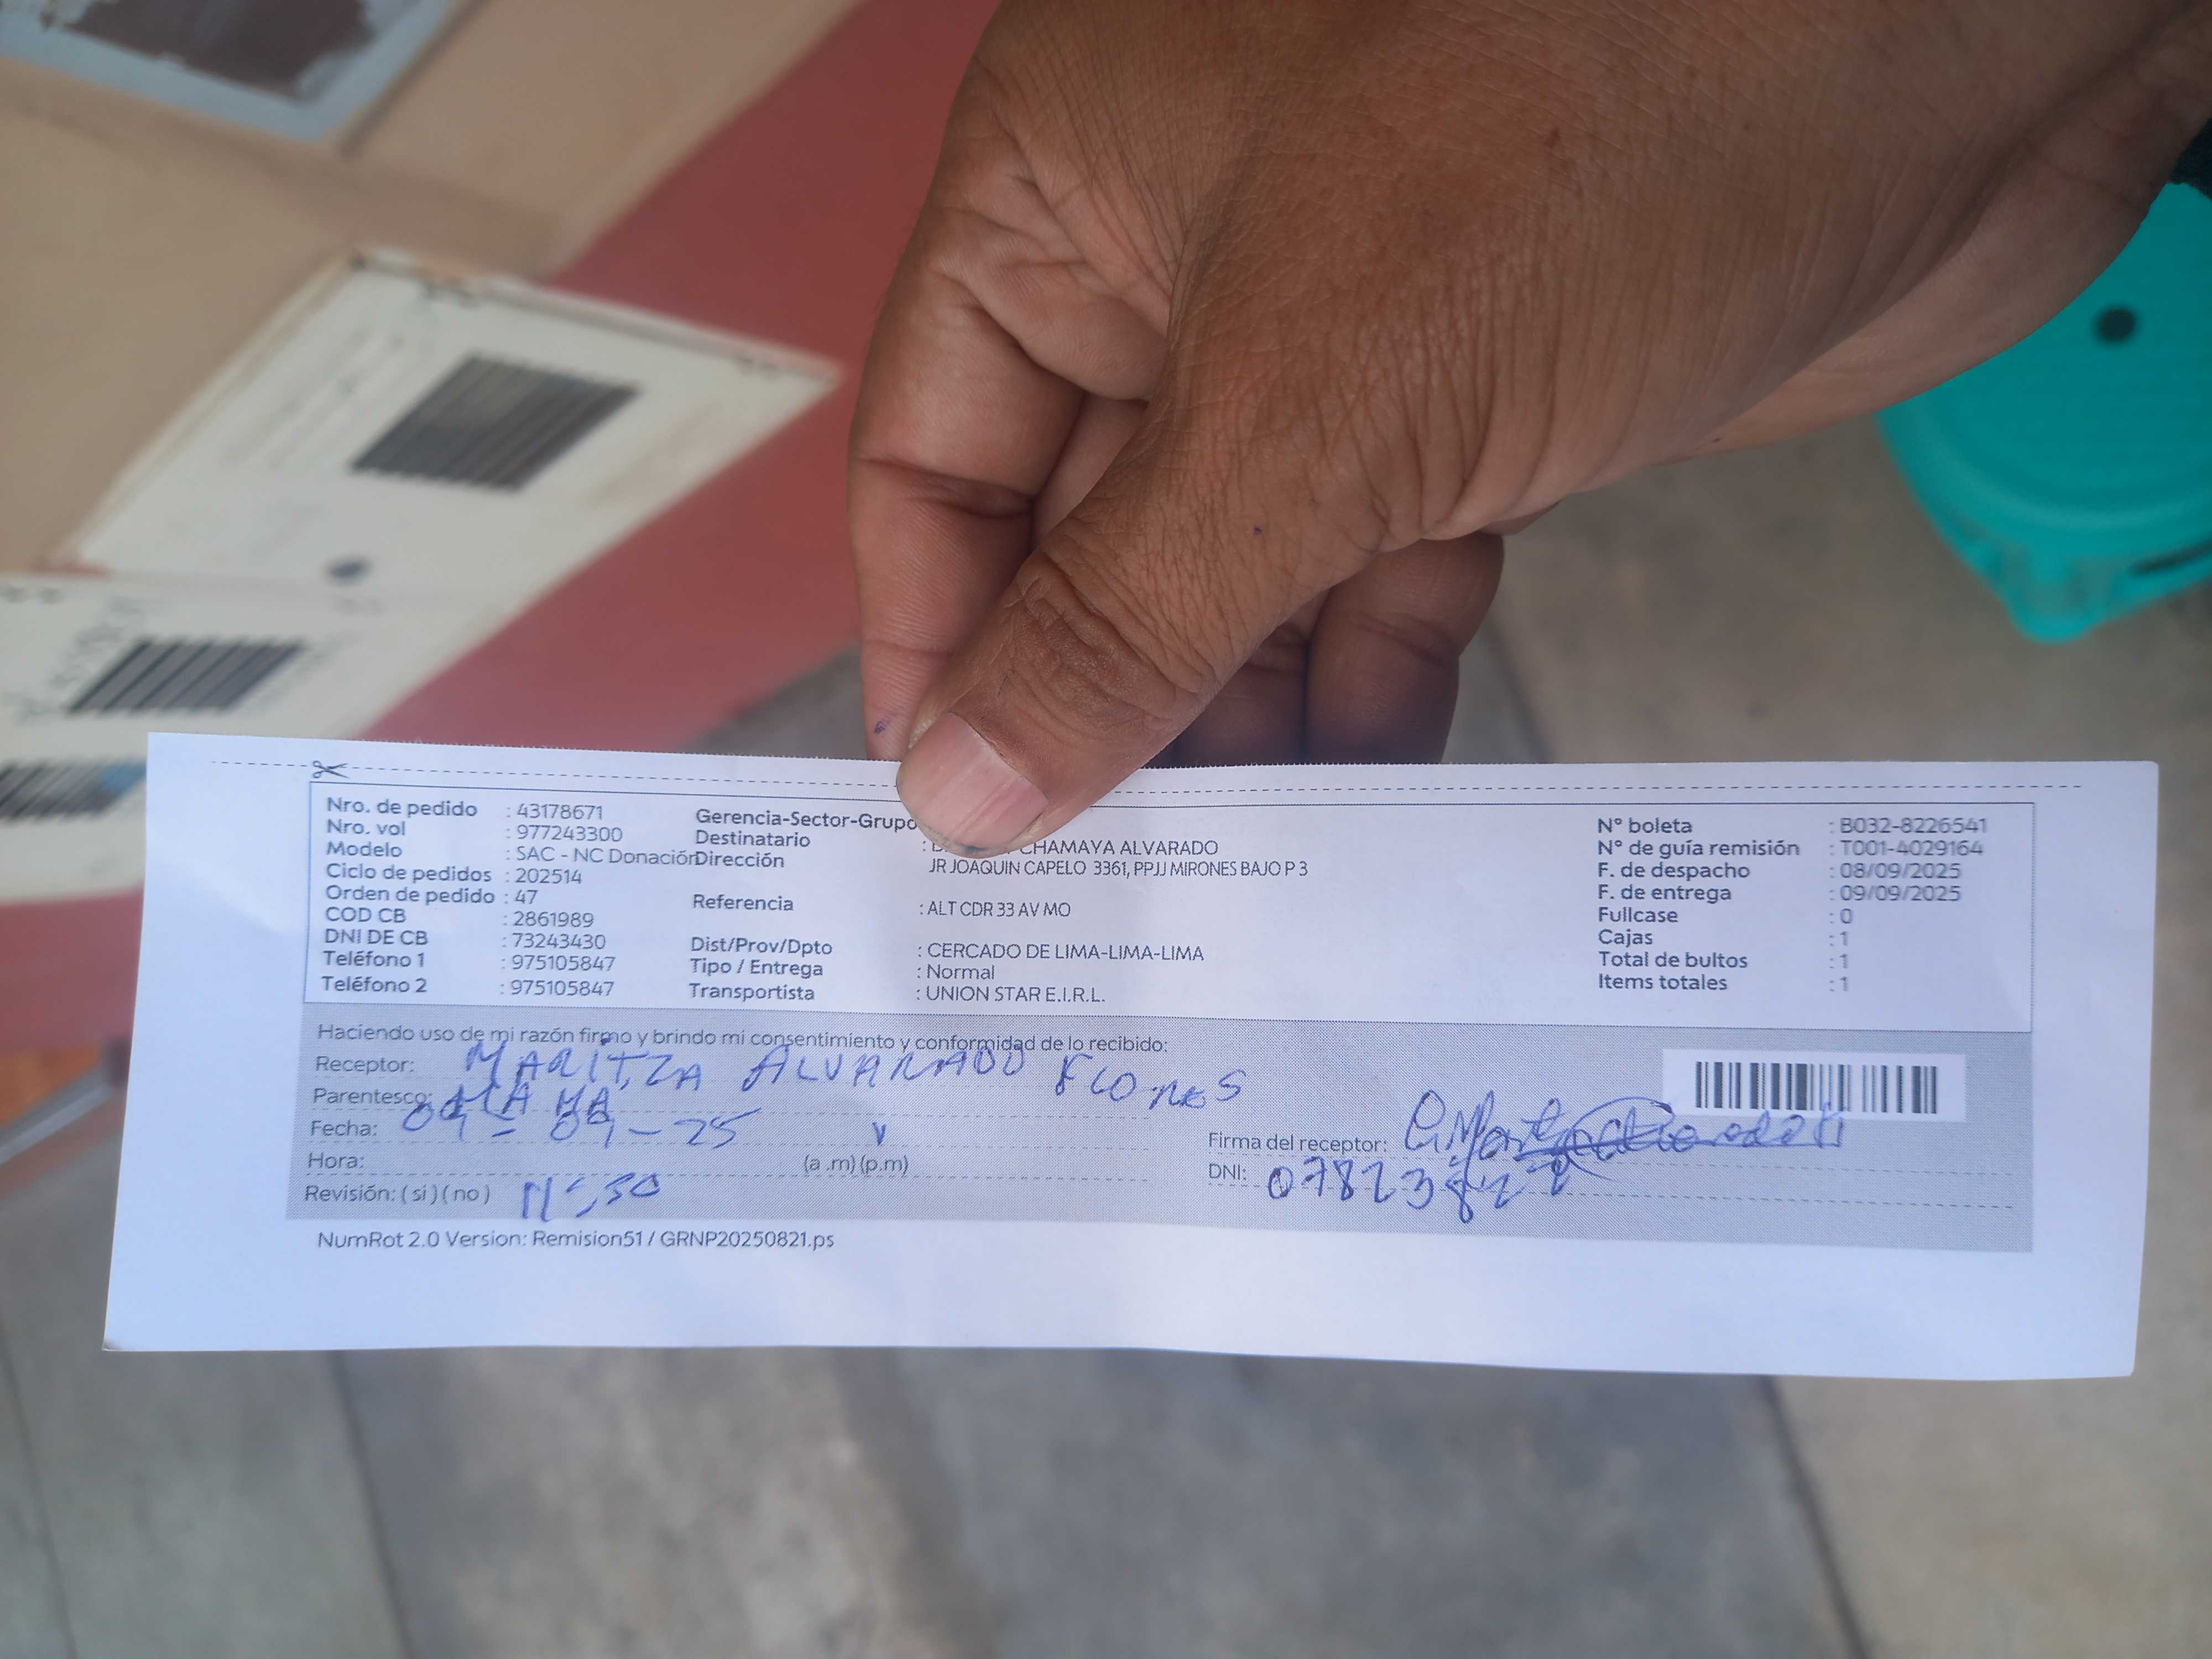 Nro. de pedido : 43178671
Nro. vol : 977243300
Modelo : SAC - NC Donación
Ciclo de pedidos : 202514
Orden de pedido : 47
COD CB : 2861989
DNI DE CB : 73243430
Teléfono 1 : 975105847
Teléfono 2 : 975105847
Gerencia-Sector-Grupo
Destinatario : CHAMAYA ALVARADO
Dirección JR JOAQUIN CAPELO 3361, PPJJ MIRONES BAJO P 3
Referencia : ALT CDR 33 AV MO
Dist/Prov/Dpto : CERCADO DE LIMA-LIMA-LIMA
Tipo / Entrega : Normal
Transportista : UNION STAR E.I.R.L.
N° boleta : B032-8226541
N° de guía remisión : T001-4029164
F. de despacho : 08/09/2025
F. de entrega : 09/09/2025
Fullcase : 0
Cajas : 1
Total de bultos : 1
Items totales : 1
Haciendo uso de mi razón firmo y brindo mi consentimiento y conformidad de lo recibido:
Receptor: MARITZA ALVARADO FLORES
Parentesco: MAMA
Fecha: 09-09-25
Hora: (a .m) (p.m)
Revisión: ( si ) ( no )
Firma del receptor:
DNI:
NumRot 2.0 Version: Remision51 / GRNP20250821.ps